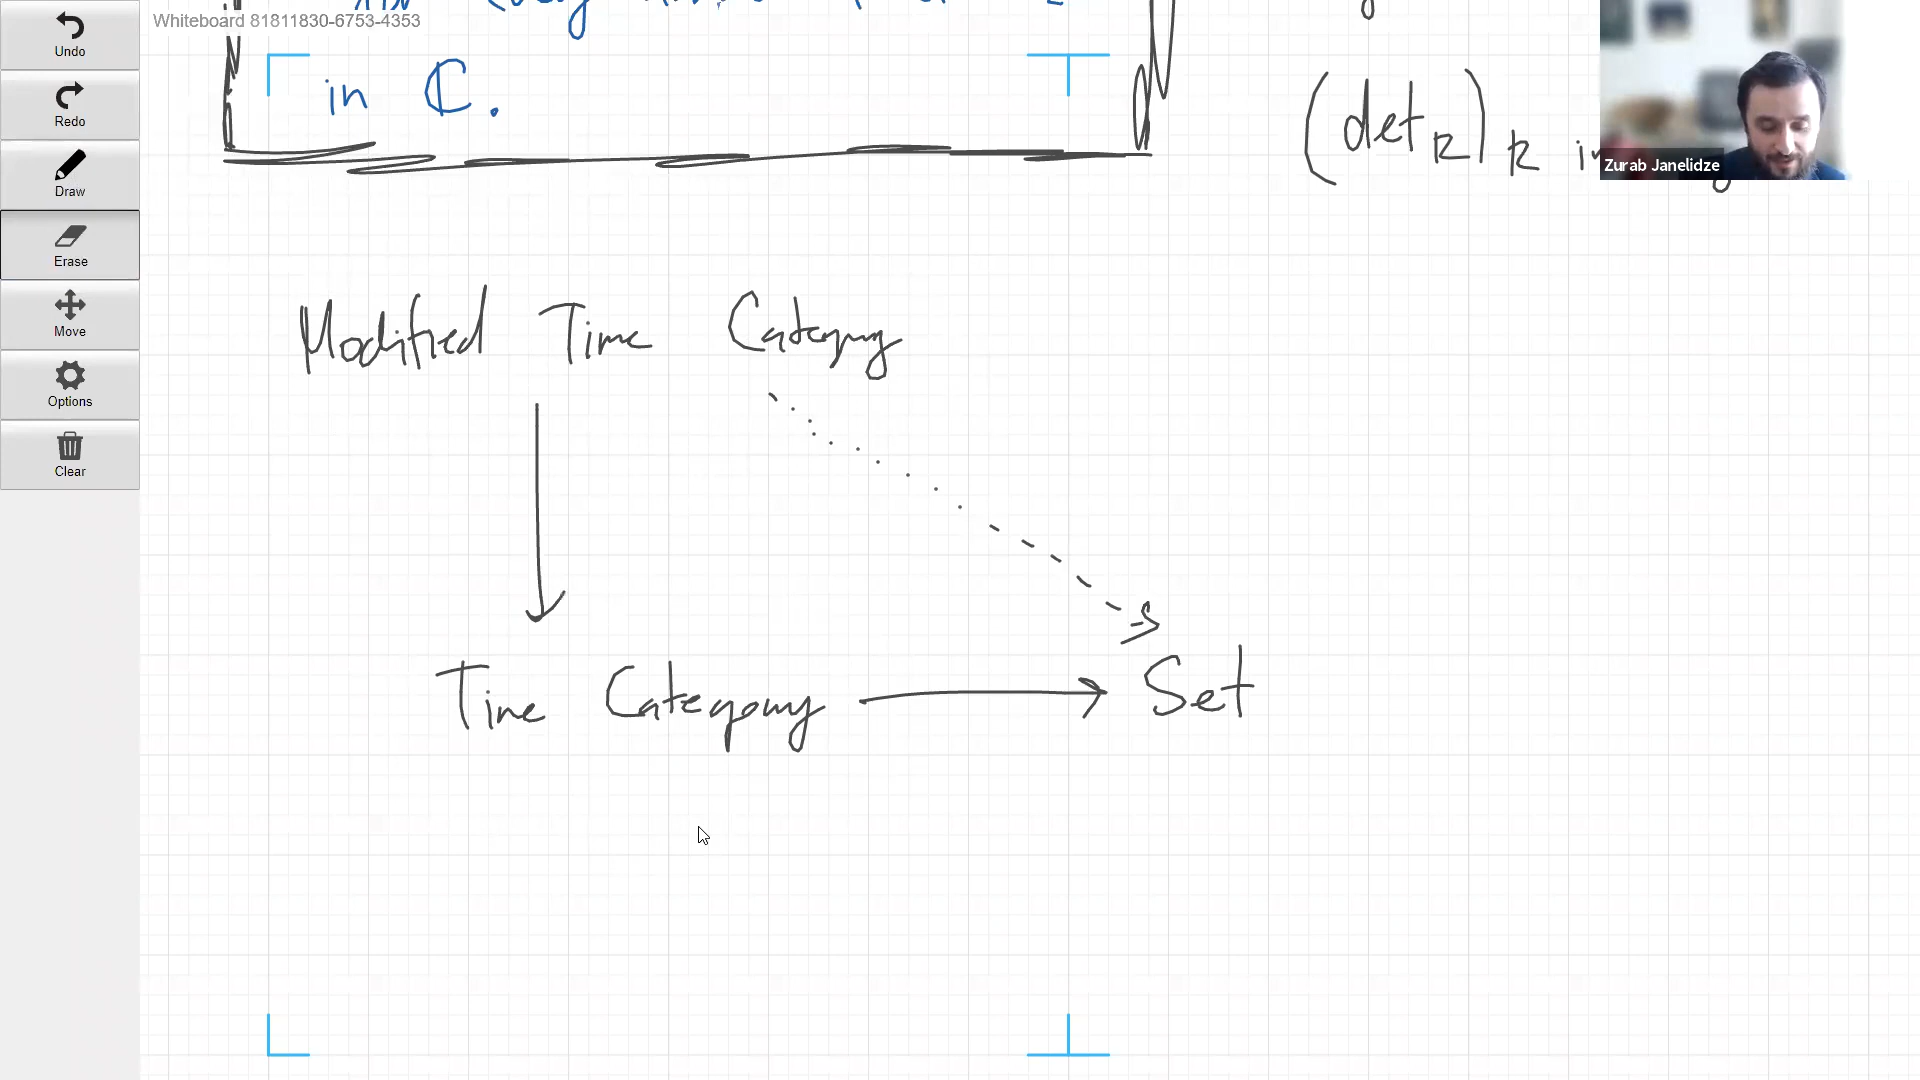 Whiteboard 81811830-6753-4353
Undo
Redo
Draw
Erase
Move
Options
Clear
in ℂ.
(det_R)_R
Zurab Janelidze
Modified Time Category
Time Category → Set